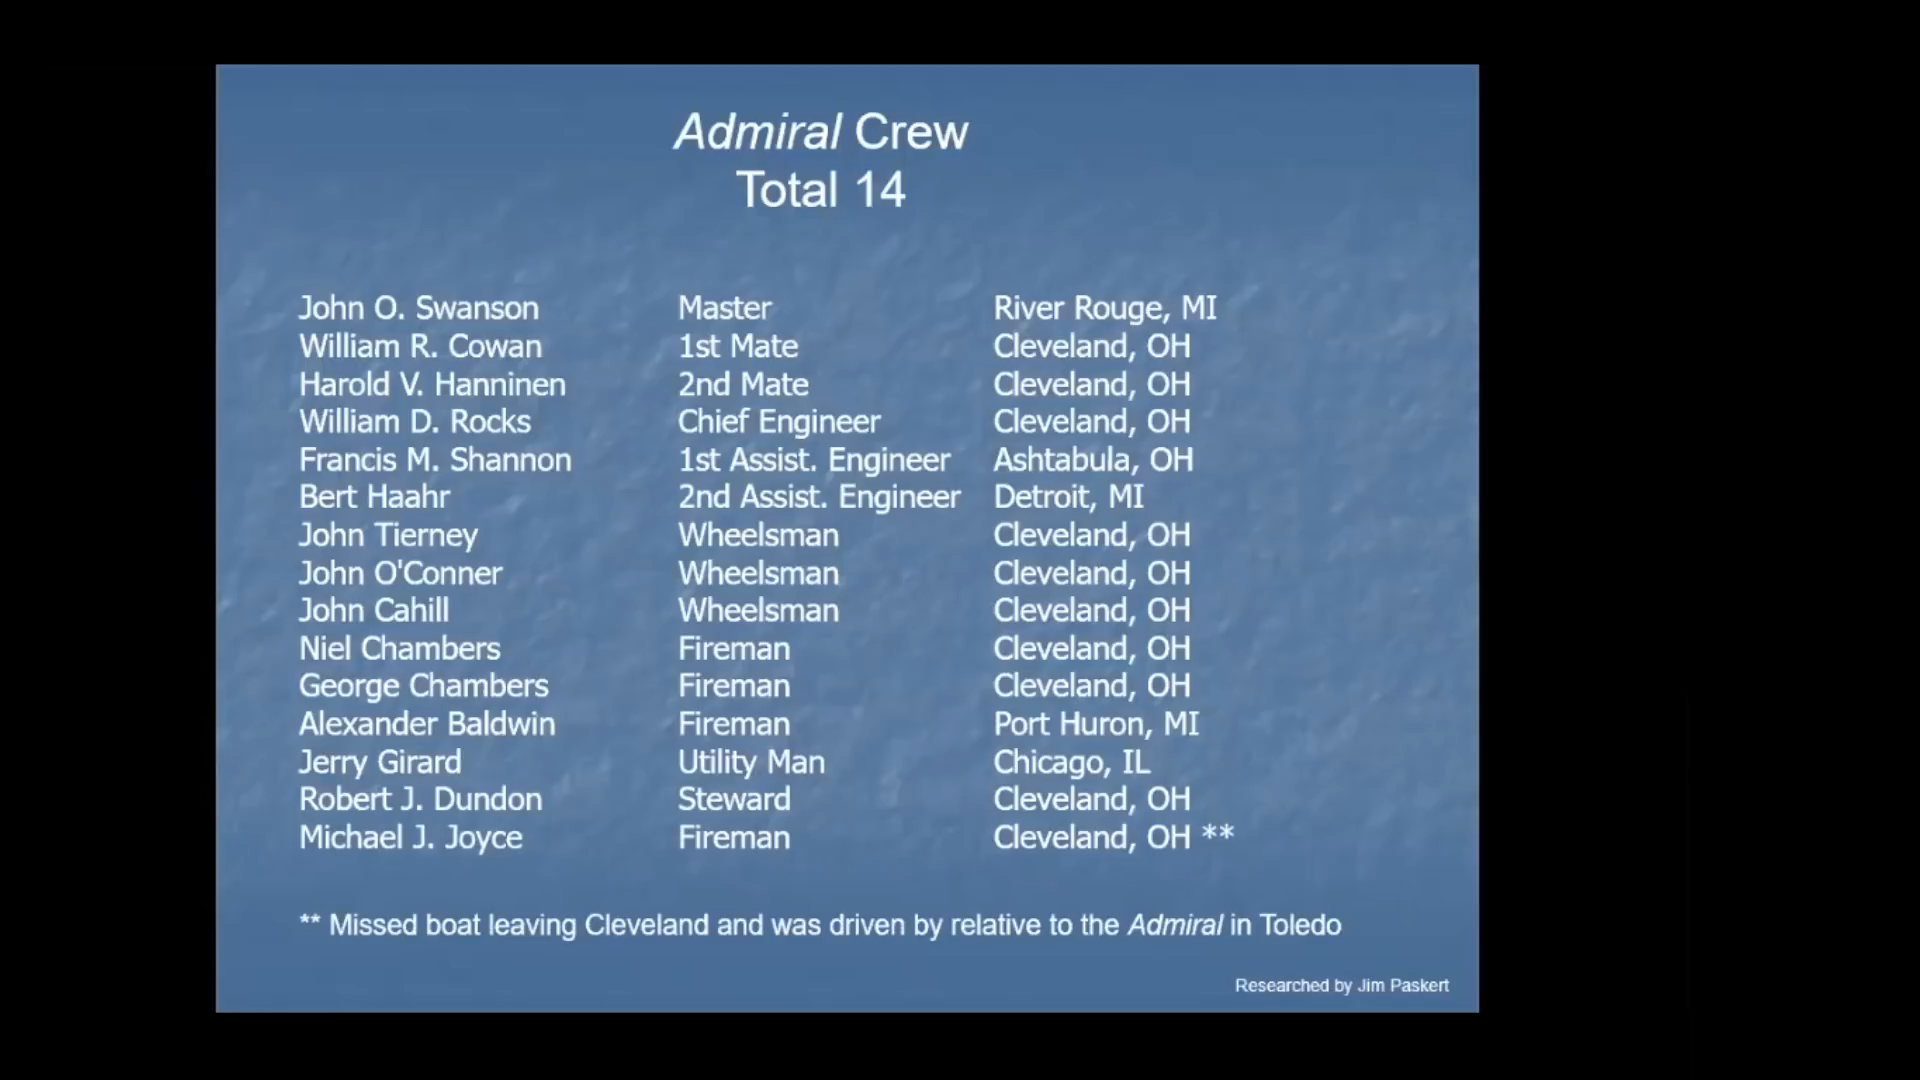 Admiral Crew
Total 14
John O. Swanson Master River Rouge, MI
William R. Cowan 1st Mate Cleveland, OH
Harold V. Hanninen 2nd Mate Cleveland, OH
William D. Rocks Chief Engineer Cleveland, OH
Francis M. Shannon 1st Assist. Engineer Ashtabula, OH
Bert Haahr 2nd Assist. Engineer Detroit, MI
John Tierney Wheelsman Cleveland, OH
John O'Conner Wheelsman Cleveland, OH
John Cahill Wheelsman Cleveland, OH
Niel Chambers Fireman Cleveland, OH
George Chambers Fireman Cleveland, OH
Alexander Baldwin Fireman Port Huron, MI
Jerry Girard Utility Man Chicago, IL
Robert J. Dundon Steward Cleveland, OH
Michael J. Joyce Fireman Cleveland, OH **
** Missed boat leaving Cleveland and was driven by relative to the Admiral in Toledo
Researched by Jim Paskert